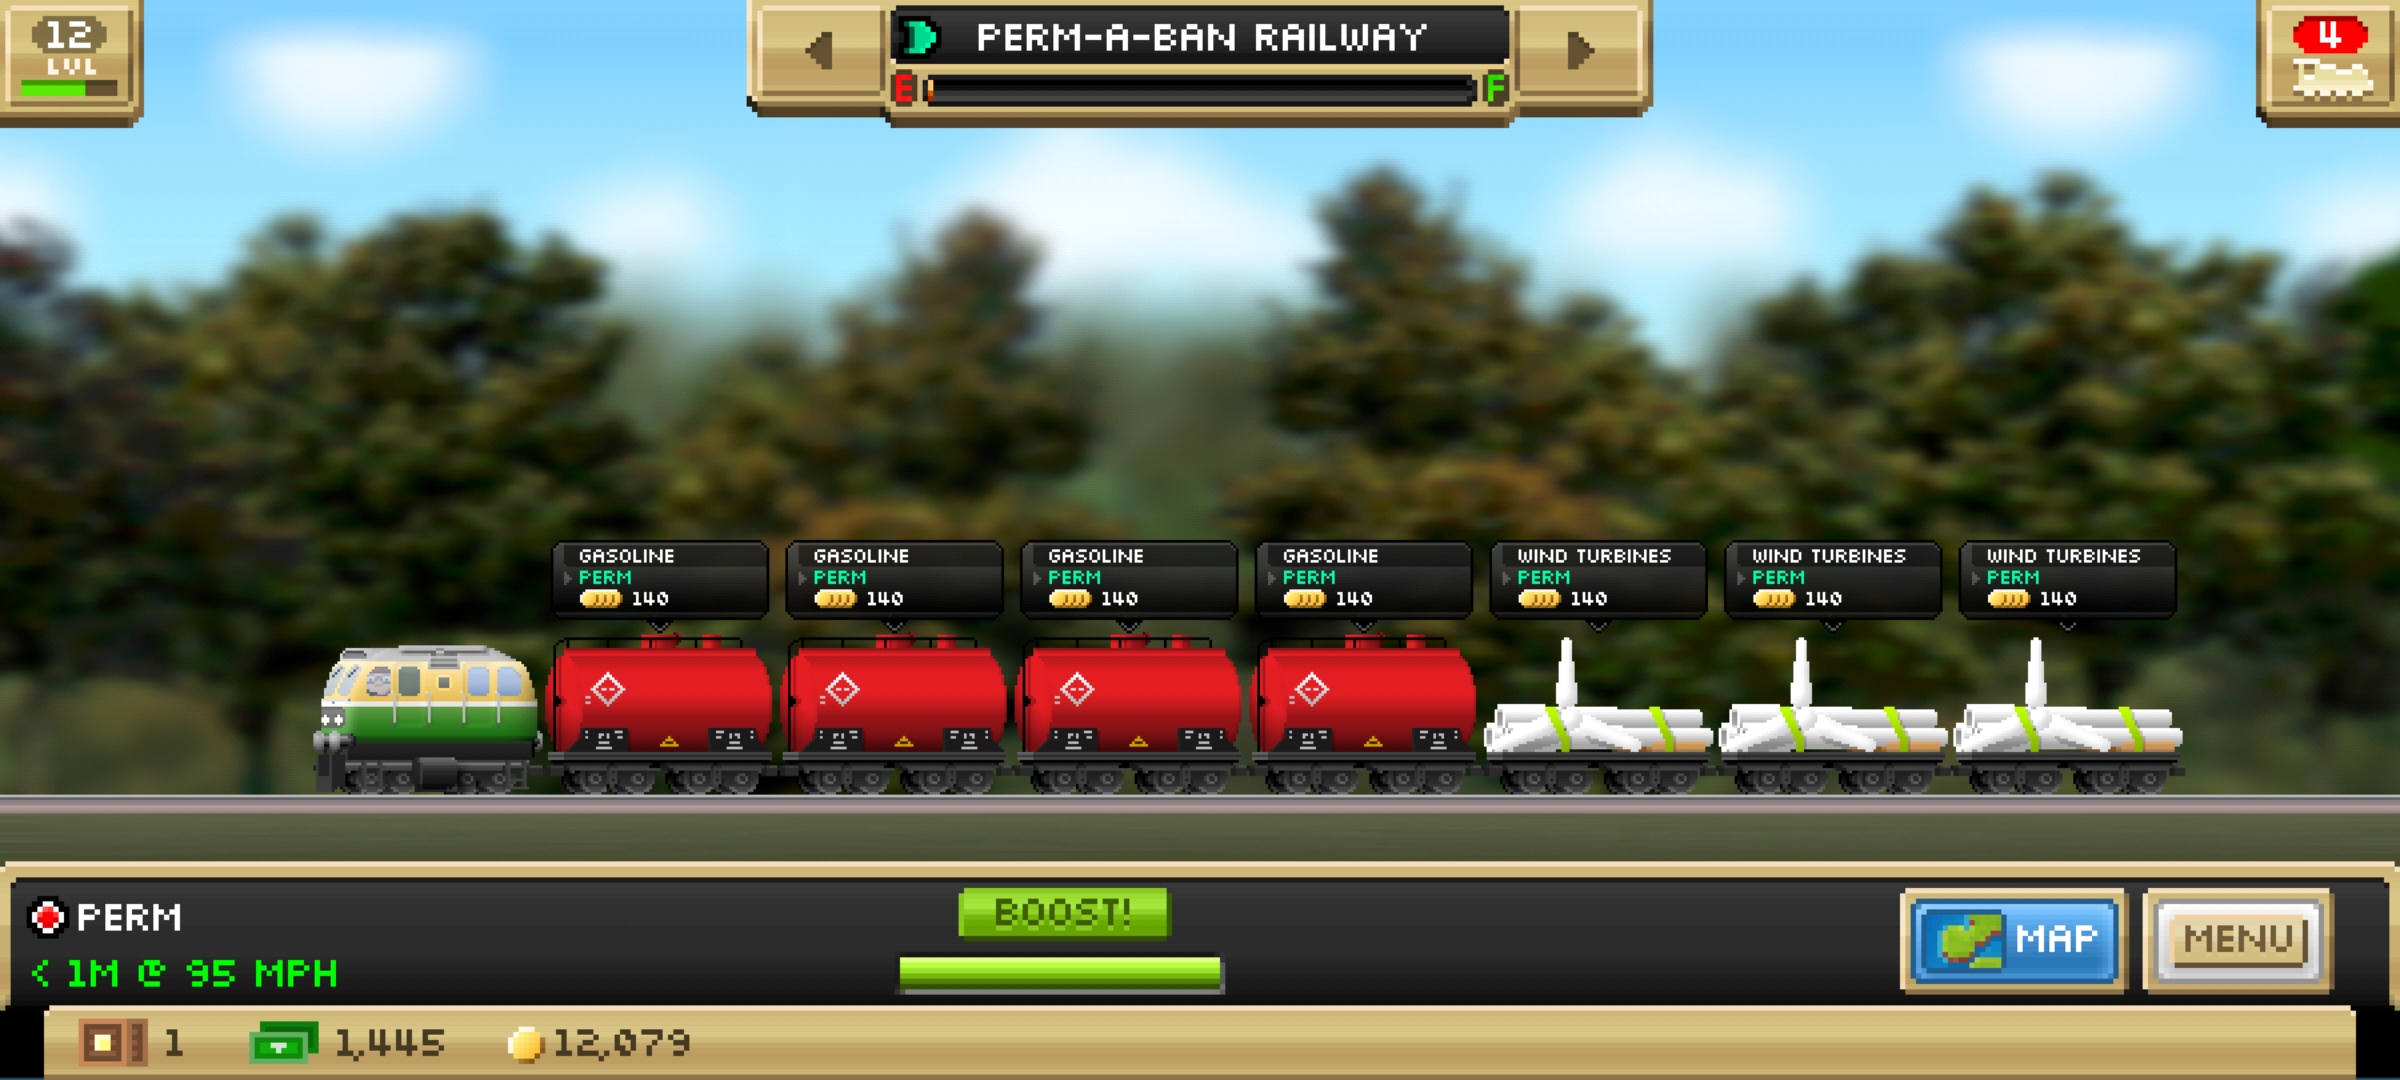 12
LVL
PERM-A-BAN RAILWAY
E F
4
GASOLINE
PERM
140
GASOLINE
PERM
140
GASOLINE
PERM
140
GASOLINE
PERM
140
WIND TURBINES
PERM
140
WIND TURBINES
PERM
140
WIND TURBINES
PERM
140
PERM
< 1M @ 95 MPH
BOOST!
MAP
MENU
1 1,445 12,079